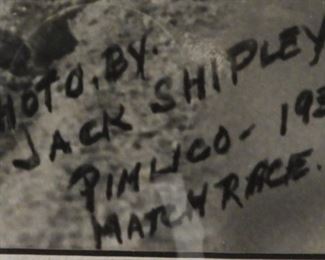 HOTO, BY.
JACK SHIPLEY
PIMLICO - 193
MATCH RACE.